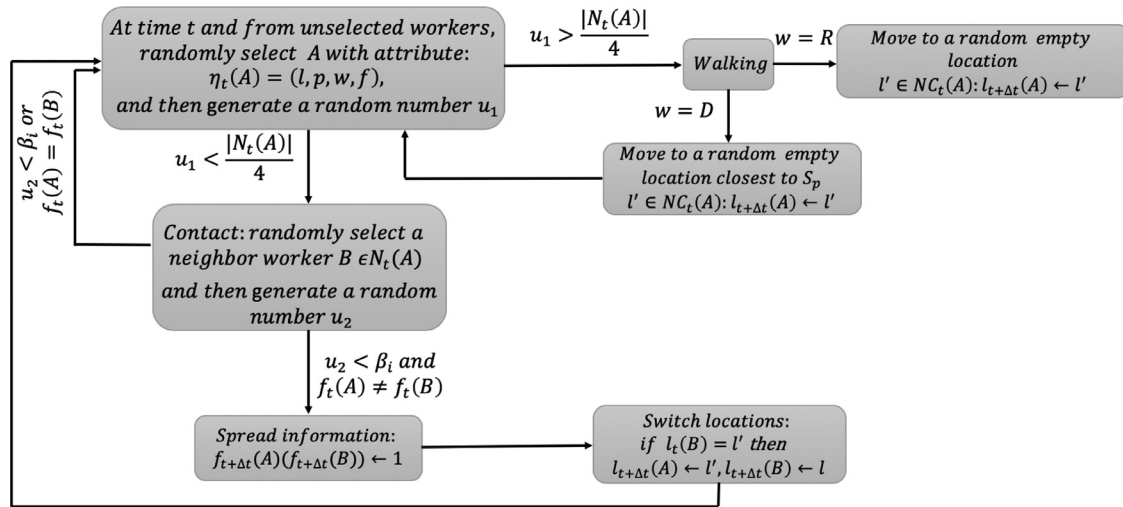 At time t and from unselected workers,
randomly select A with attribute:
η_t(A) = (l, p, w, f),
and then generate a random number u_1
u_1 > |N_t(A)|/4
Walking
w = R
Move to a random empty
location
l′ ∈ NC_t(A): l_{t+Δt}(A) ← l′
w = D
Move to a random empty
location closest to S_p
l′ ∈ NC_t(A): l_{t+Δt}(A) ← l′
u_1 < |N_t(A)|/4
u_2 < β_i or
f_t(A) = f_t(B)
Contact: randomly select a
neighbor worker B ϵN_t(A)
and then generate a random
number u_2
u_2 < β_i and
f_t(A) ≠ f_t(B)
Spread information:
f_{t+Δt}(A)(f_{t+Δt}(B)) ← 1
Switch locations:
if l_t(B) = l′ then
l_{t+Δt}(A) ← l′, l_{t+Δt}(B) ← l